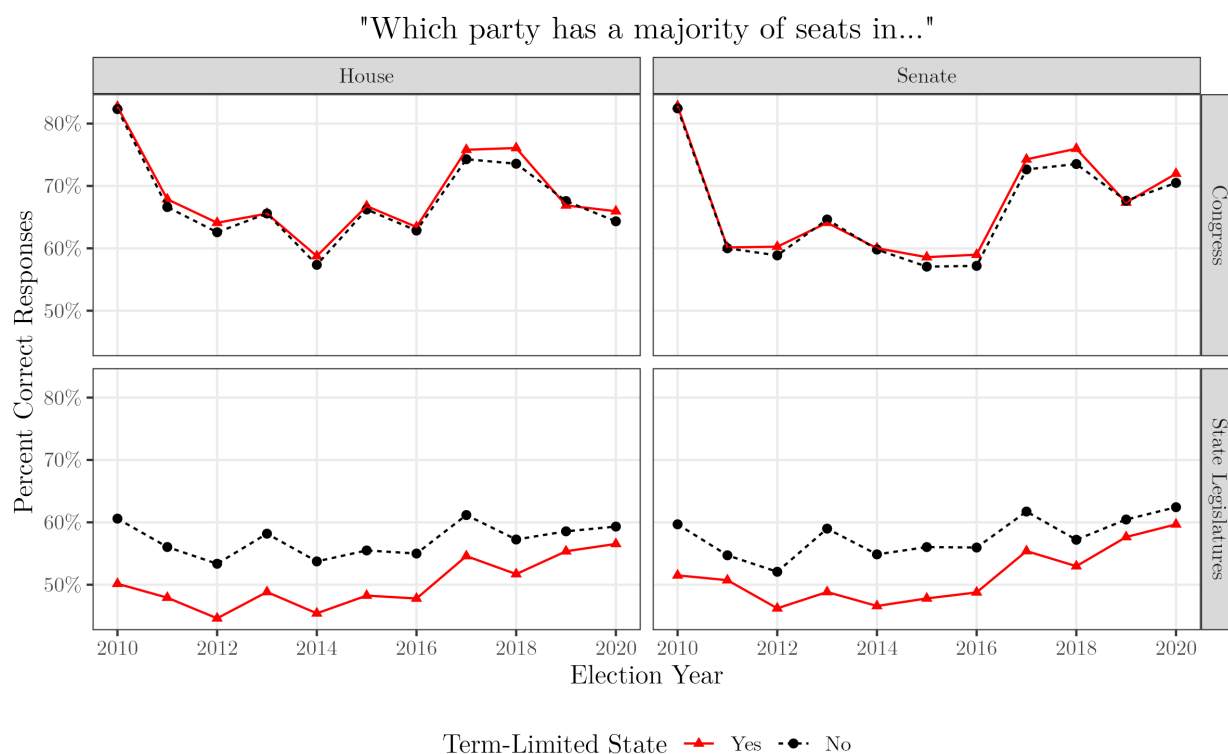 "Which party has a majority of seats in..."
House
Senate
80%
70%
60%
50%
Congress
80%
70%
60%
50%
State Legislatures
Percent Correct Responses
2010 2012 2014 2016 2018 2020
2010 2012 2014 2016 2018 2020
Election Year
Term-Limited State Yes No